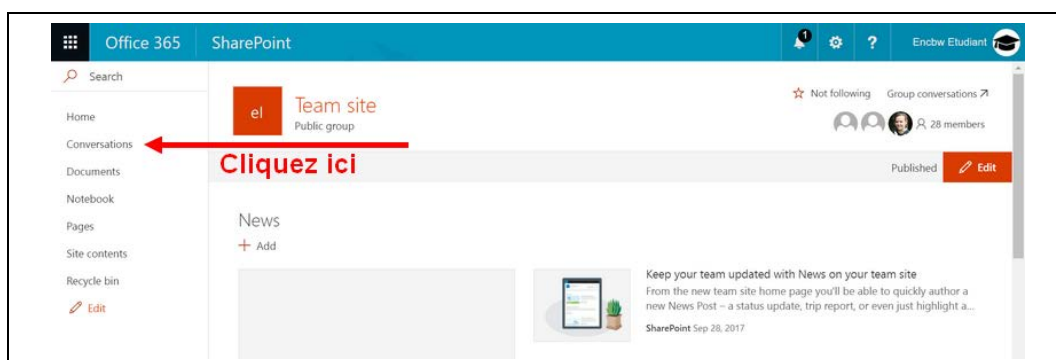 Office 365 SharePoint 1 ? Encbw Etudiant
Search
Home
Conversations
Documents
Notebook
Pages
Site contents
Recycle bin
Edit
el Team site
Public group
Not following Group conversations
28 members
Cliquez ici
Published Edit
News
+ Add
Keep your team updated with News on your team site
From the new team site home page you'll be able to quickly author a
new News Post – a status update, trip report, or even just highlight a...
SharePoint Sep 28, 2017